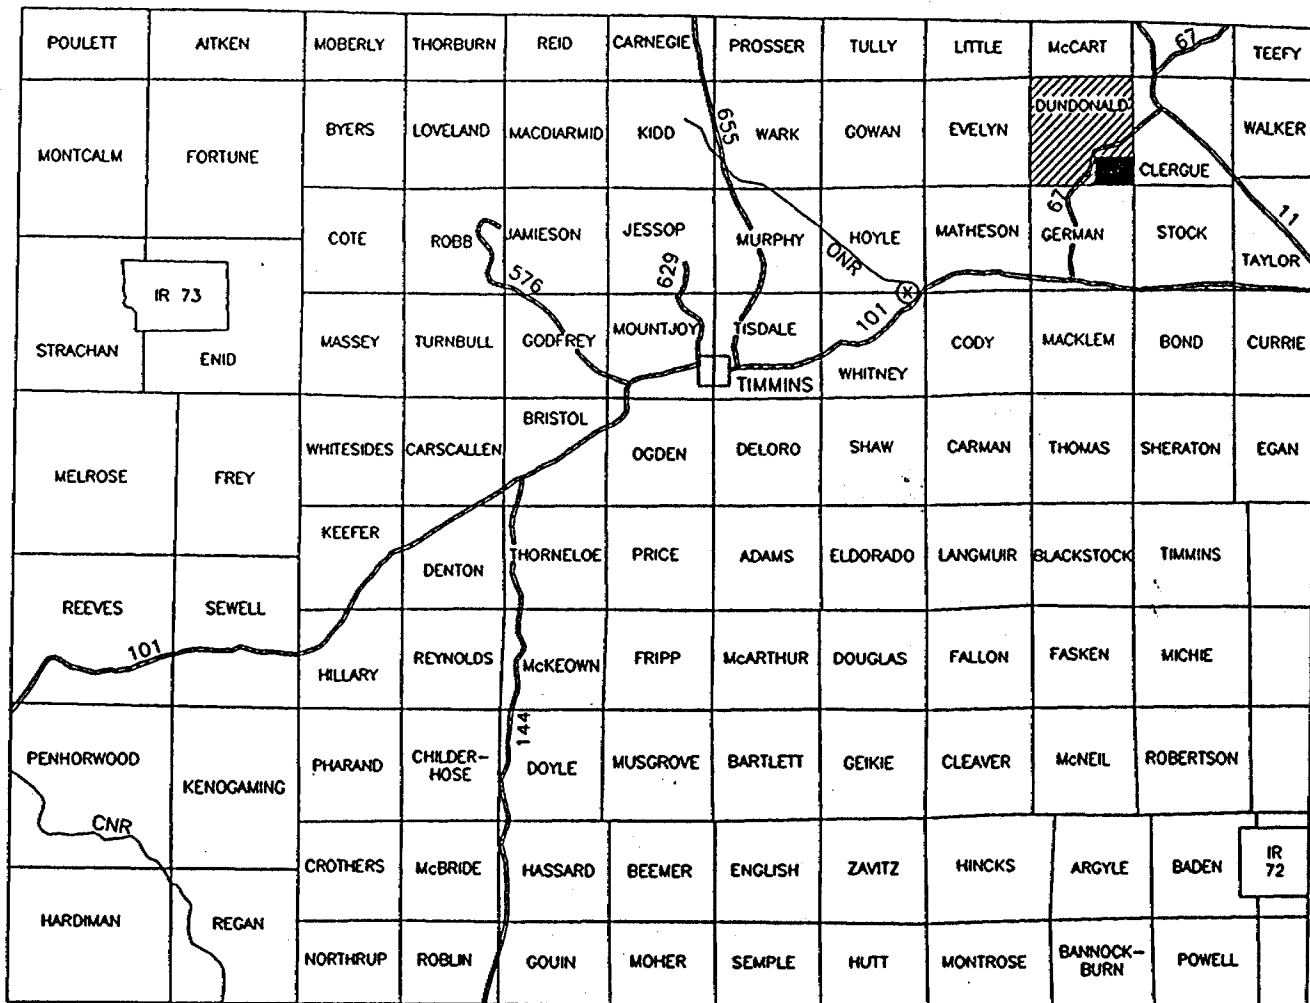 POULETT
AITKEN
MOBERLY
THORBURN
REID
CARNEGIE
PROSSER
TULLY
LITTLE
McCART
67
TEEFY
MONTCALM
FORTUNE
BYERS
LOVELAND
MACDIARMID
KIDD
655
WARK
GOWAN
EVELYN
DUNDONALD
CLERGUE
WALKER
COTE
ROBB
JAMIESON
JESSOP
MURPHY
HOYLE
MATHESON
67
GERMAN
STOCK
11
TAYLOR
IR 73
576
629
ONR
STRACHAN
ENID
MASSEY
TURNBULL
GODFREY
MOUNTJOY
TISDALE
101
WHITNEY
CODY
MACKLEM
BOND
CURRIE
TIMMINS
MELROSE
FREY
WHITESIDES
CARSCALLEN
BRISTOL
OGDEN
DELORO
SHAW
CARMAN
THOMAS
SHERATON
EGAN
KEEFER
DENTON
THORNELOE
PRICE
ADAMS
ELDORADO
LANGMUIR
BLACKSTOCK
TIMMINS
REEVES
SEWELL
101
HILLARY
REYNOLDS
McKEOWN
FRIPP
McARTHUR
DOUGLAS
FALLON
FASKEN
MICHIE
PENHORWOOD
KENOGAMING
PHARAND
CHILDER-
HOSE
144
DOYLE
MUSGROVE
BARTLETT
GEIKIE
CLEAVER
McNEIL
ROBERTSON
CNR
CROTHERS
McBRIDE
HASSARD
BEEMER
ENGLISH
ZAVITZ
HINCKS
ARGYLE
BADEN
IR
72
HARDIMAN
REGAN
NORTHRUP
ROBLIN
GOUIN
MOHER
SEMPLE
HUTT
MONTROSE
BANNOCK-
BURN
POWELL